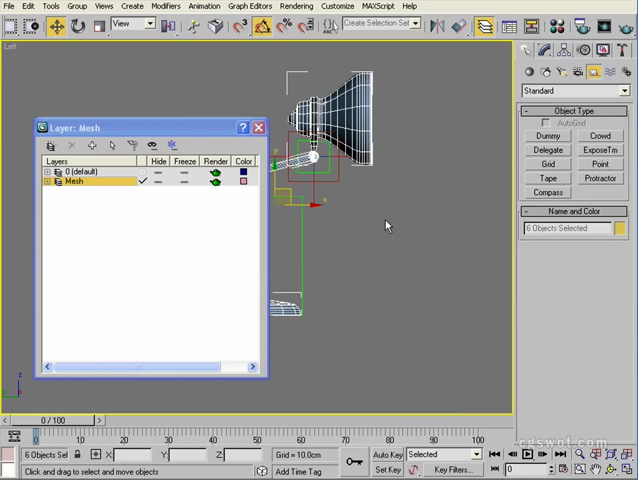 File Edit Tools Group Views Create Modifiers Animation Graph Editors Rendering Customize MAXScript Help
View
Create Selection Set
Left
Layer: Mesh
Layers Hide Freeze Render Color
0 (default)
Mesh
y
x
z
y
Standard
Object Type
AutoGrid
Dummy Crowd
Delegate ExposeTm
Grid Point
Tape Protractor
Compass
Name and Color
6 Objects Selected
0 / 100
0 10 20 30 40 50 60 70 80 90 100
cgswot.com
6 Objects Sel X: Y: Z: Grid = 10.0cm Auto Key Selected
Click and drag to select and move objects Add Time Tag Set Key Key Filters... 0